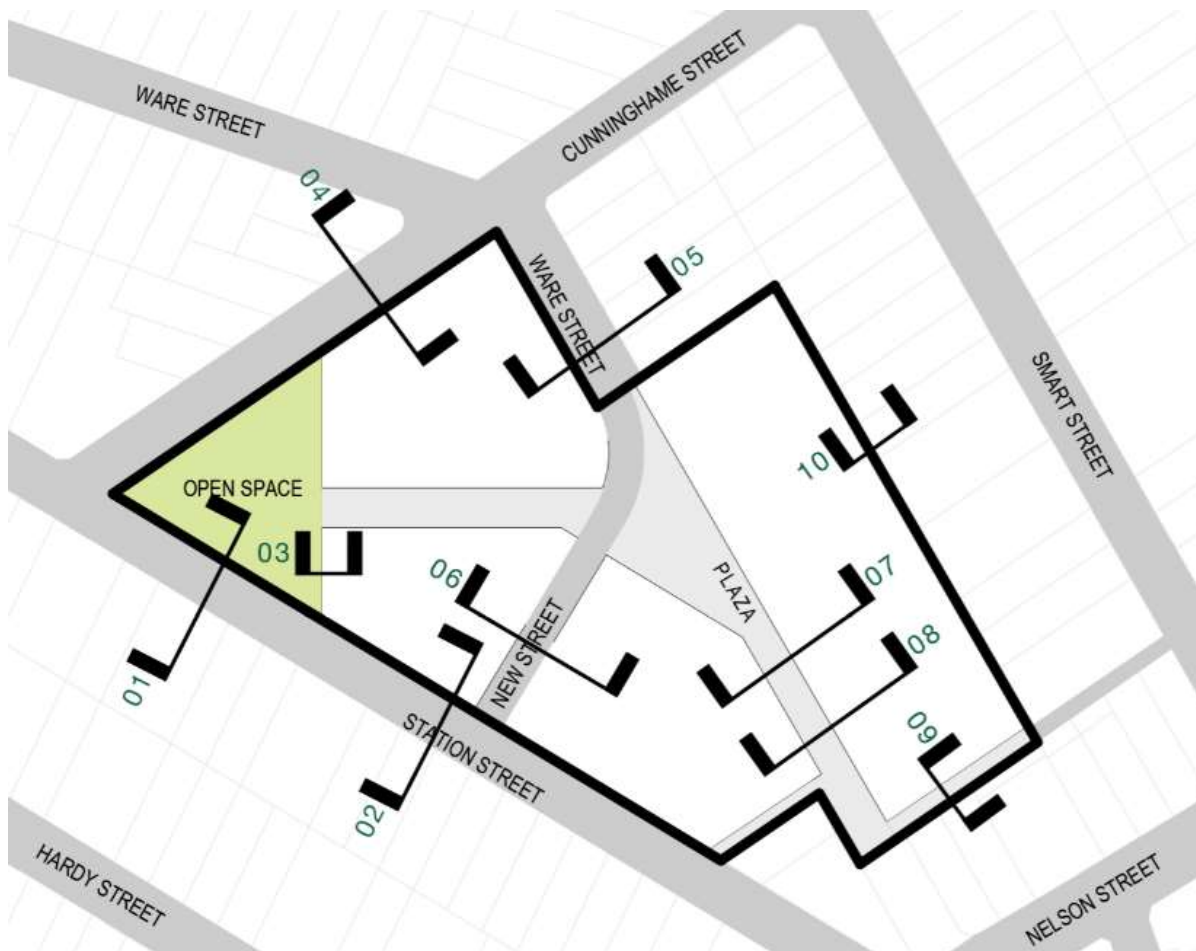 WARE STREET
CUNNINGHAME STREET
04
05
WARE STREET
SMART STREET
10
OPEN SPACE
03
06
PLAZA
07
NEW STREET
08
01
STATION STREET
09
02
HARDY STREET
NELSON STREET